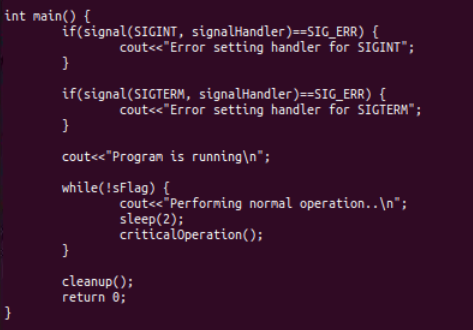 int main() {
        if(signal(SIGINT, signalHandler)==SIG_ERR) {
                cout<<"Error setting handler for SIGINT";
        }

        if(signal(SIGTERM, signalHandler)==SIG_ERR) {
                cout<<"Error setting handler for SIGTERM";
        }

        cout<<"Program is running\n";

        while(!sFlag) {
                cout<<"Performing normal operation..\n";
                sleep(2);
                criticalOperation();
        }

        cleanup();
        return 0;
}